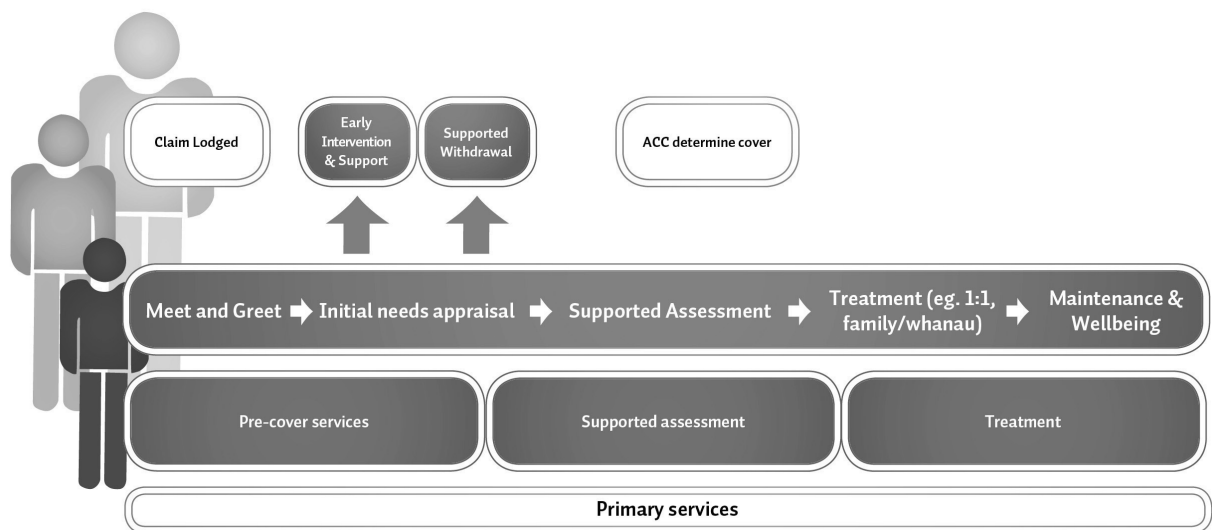 Claim Lodged
Early
Intervention
& Support
Supported
Withdrawal
ACC determine cover
Meet and Greet
Initial needs appraisal
Supported Assessment
Treatment (eg. 1:1,
family/whanau)
Maintenance &
Wellbeing
Pre-cover services
Supported assessment
Treatment
Primary services